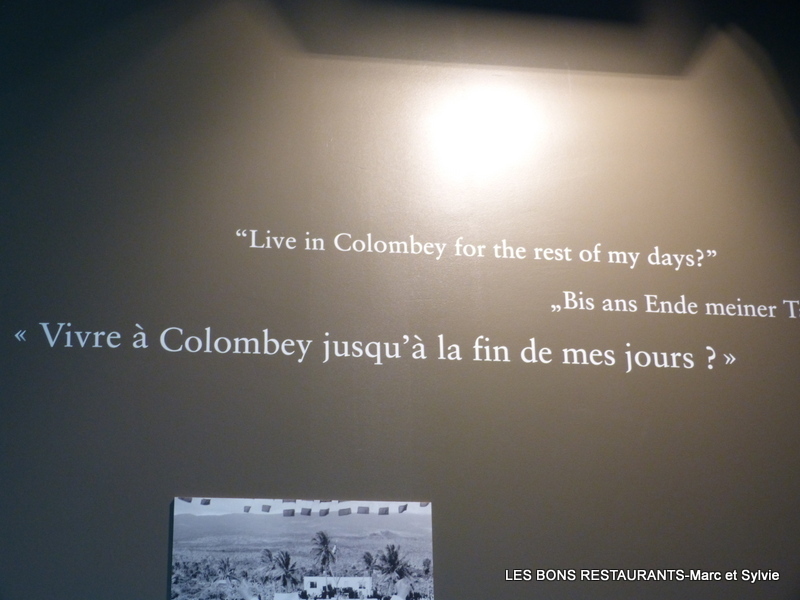 “Live in Colombey for the rest of my days?”
„Bis ans Ende meiner
« Vivre à Colombey jusqu’à la fin de mes jours ? »
LES BONS RESTAURANTS-Marc et Sylvie